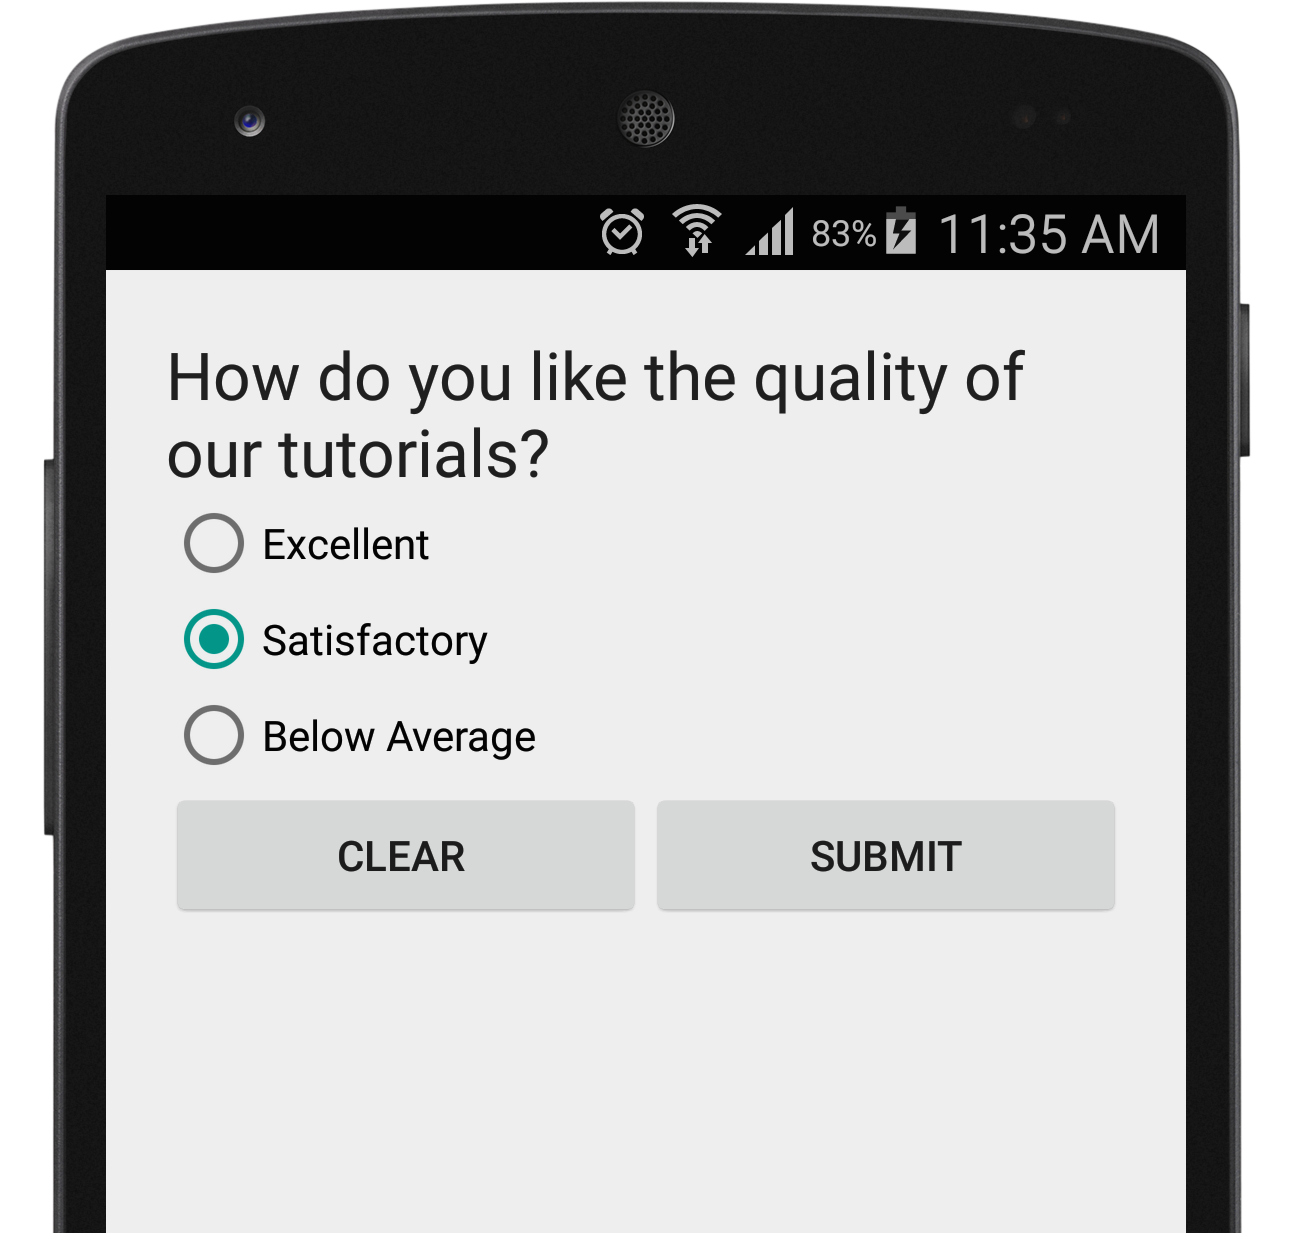 83% 11:35 AM
How do you like the quality of
our tutorials?
Excellent
Satisfactory
Below Average
CLEAR SUBMIT